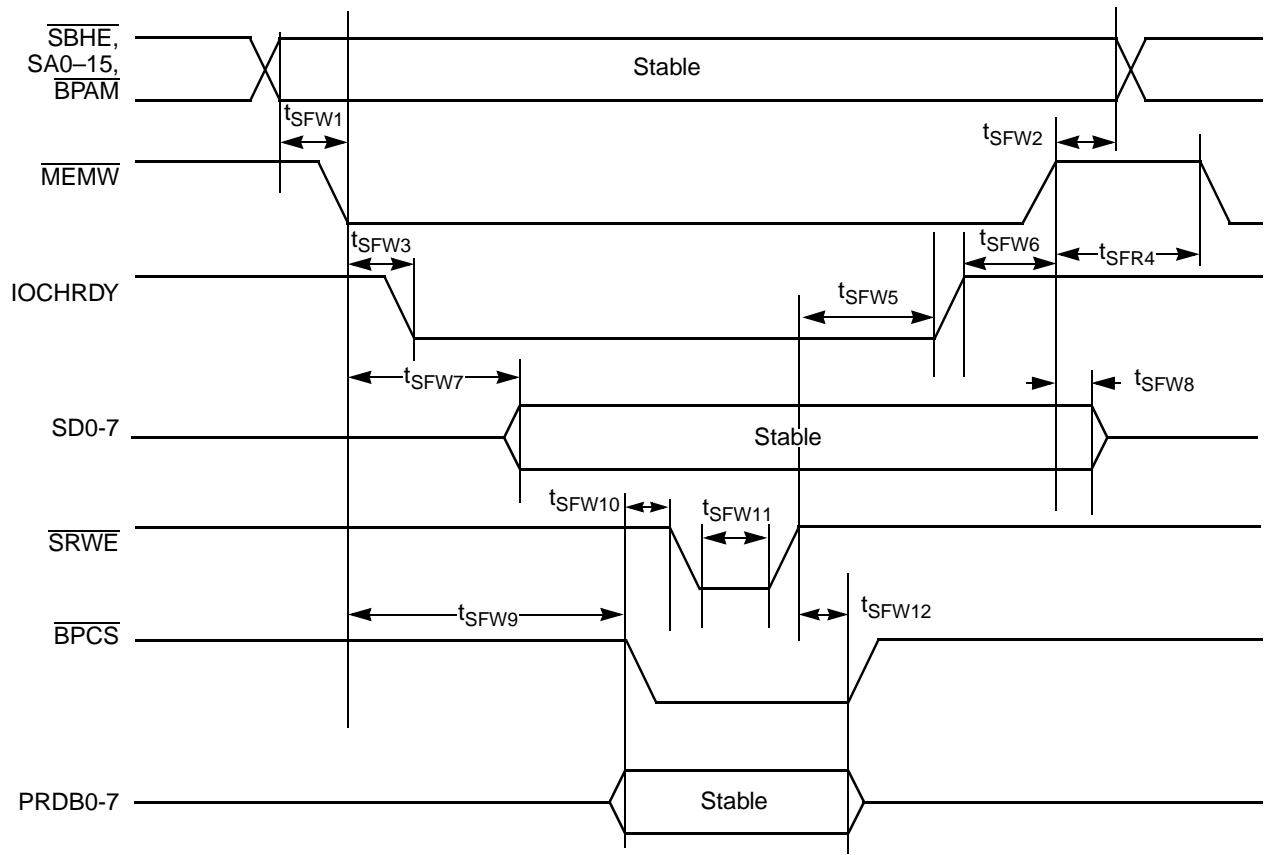 SBHE,
SA0–15,
BPAM
Stable
tSFW1
tSFW2
MEMW
tSFW3
tSFW6
tSFR4
IOCHRDY
tSFW5
tSFW7
tSFW8
SD0-7
Stable
tSFW10
tSFW11
SRWE
tSFW9
tSFW12
BPCS
PRDB0-7
Stable